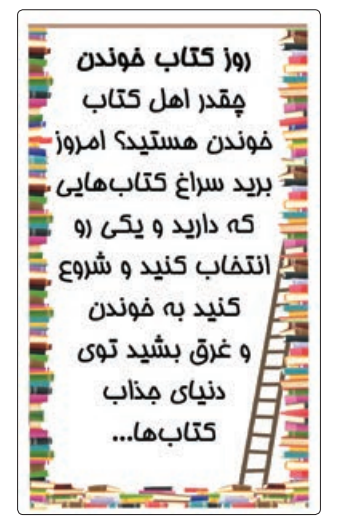 روز کتاب خوندن
چقدر اهل کتاب
خوندن هستید؟ امروز
برید سراغ کتاب‌هایی
که دارید و یکی رو
انتخاب کنید و شروع
کنید به خوندن
و غرق بشید توی
دنیای جذاب
کتاب‌ها...